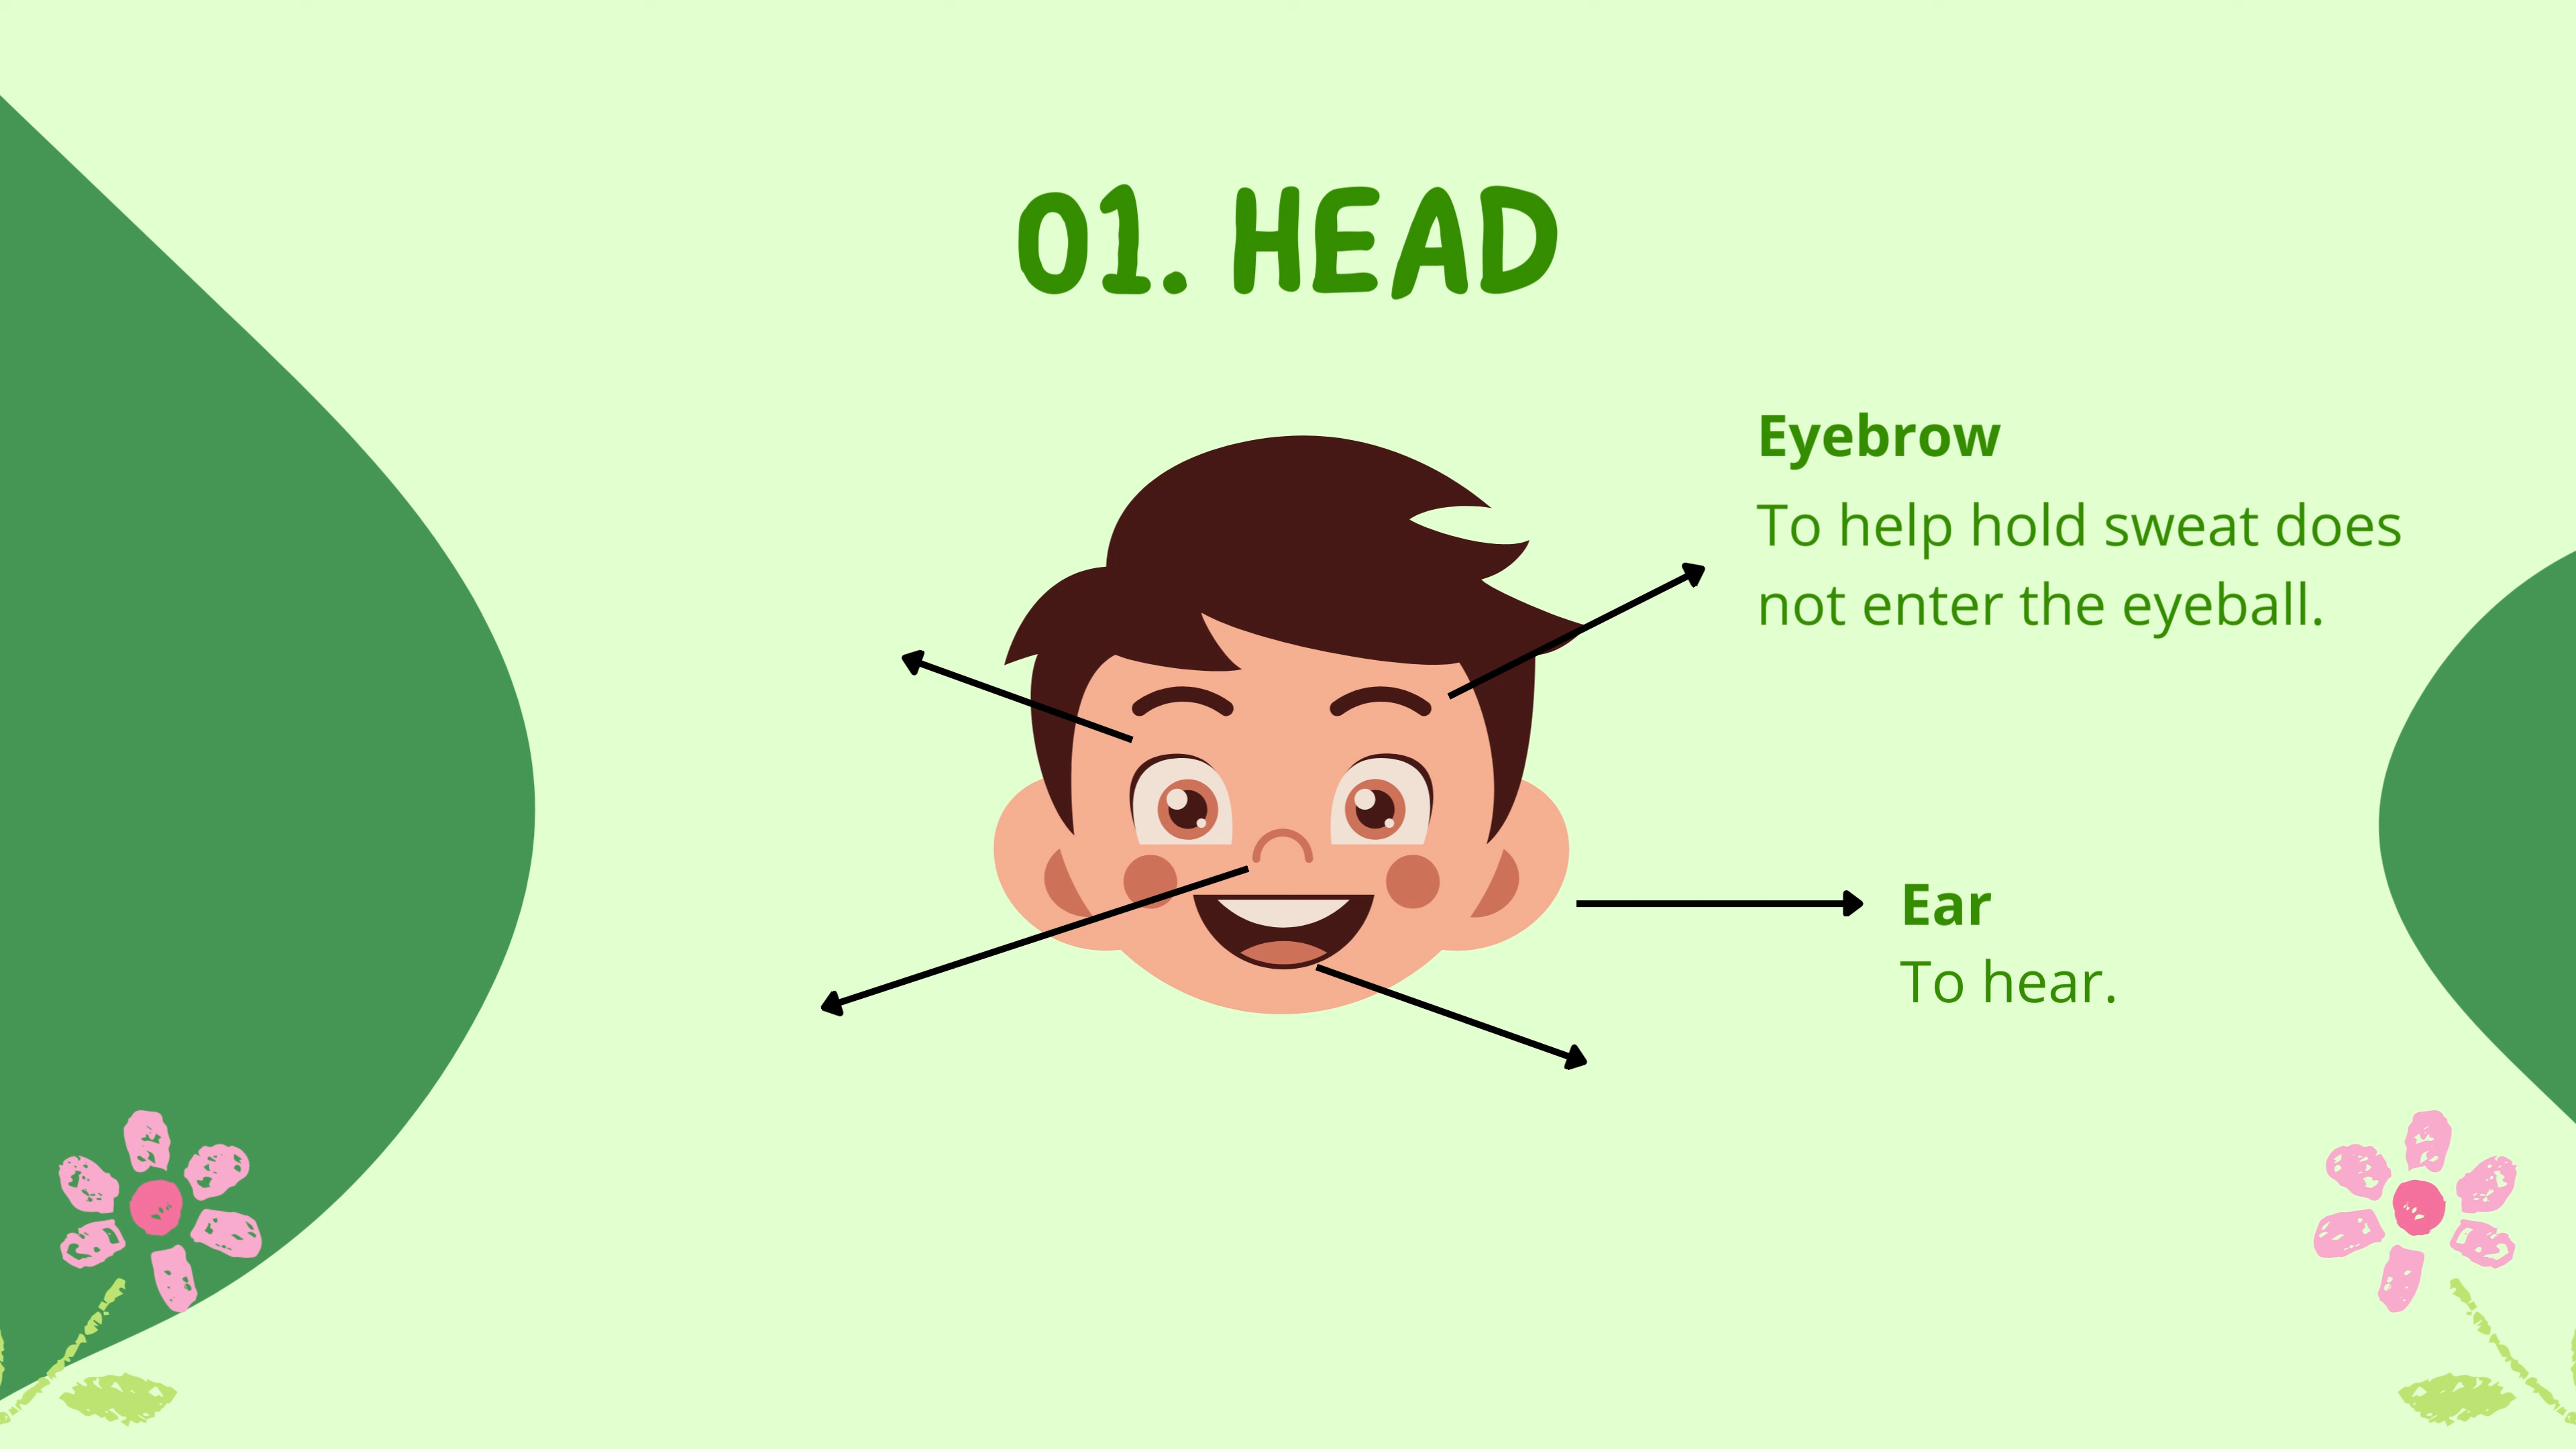 01. HEAD
Eyebrow
To help hold sweat does
not enter the eyeball.
Ear
To hear.